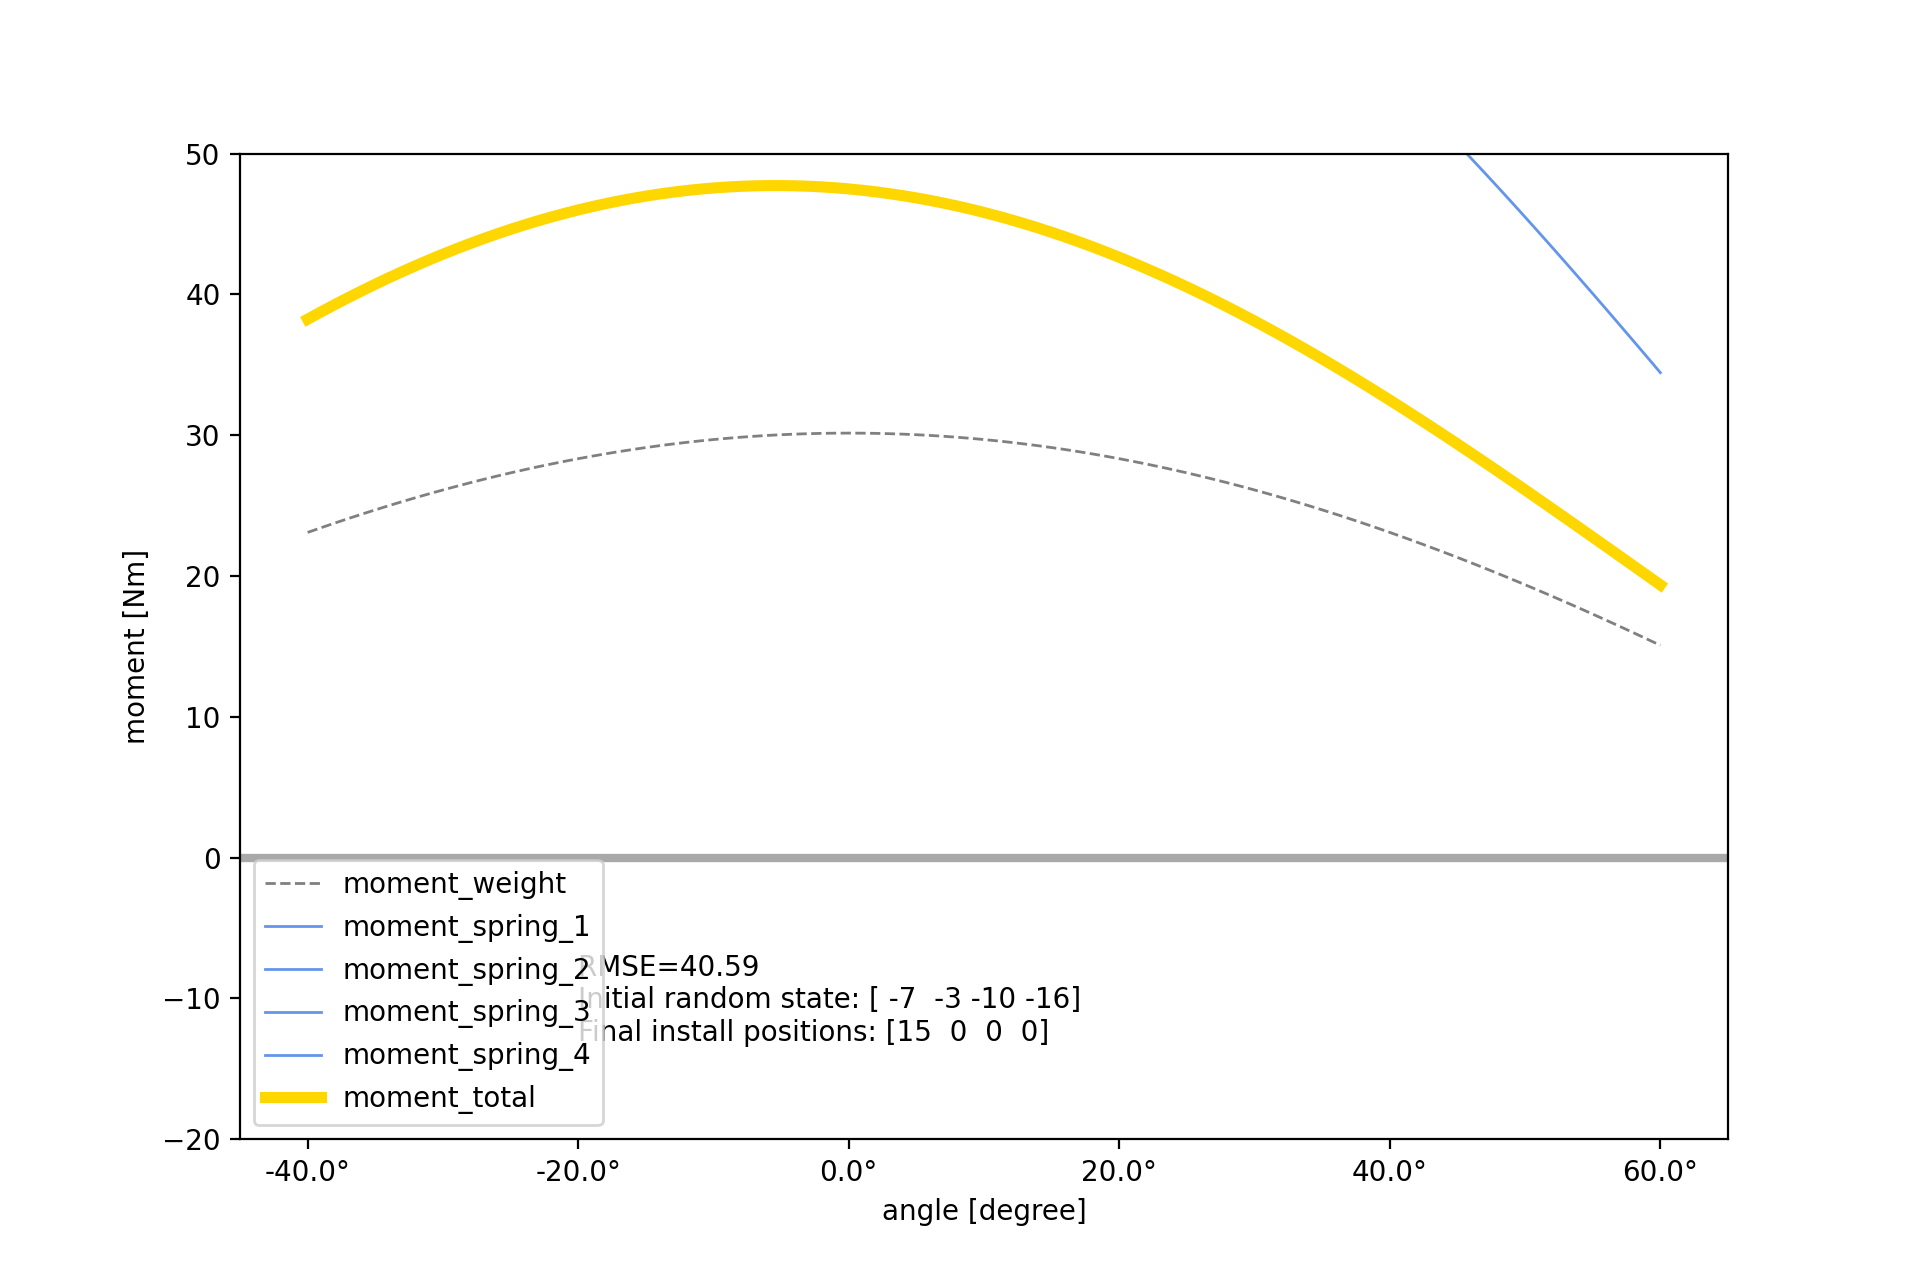 50
40
30
20
10
0
−10
−20
moment [Nm]
moment_weight
moment_spring_1
moment_spring_2
moment_spring_3
moment_spring_4
moment_total
RMSE=40.59
Initial random state: [ -7  -3 -10 -16]
Final install positions: [15  0  0  0]
-40.0°
-20.0°
0.0°
20.0°
40.0°
60.0°
angle [degree]